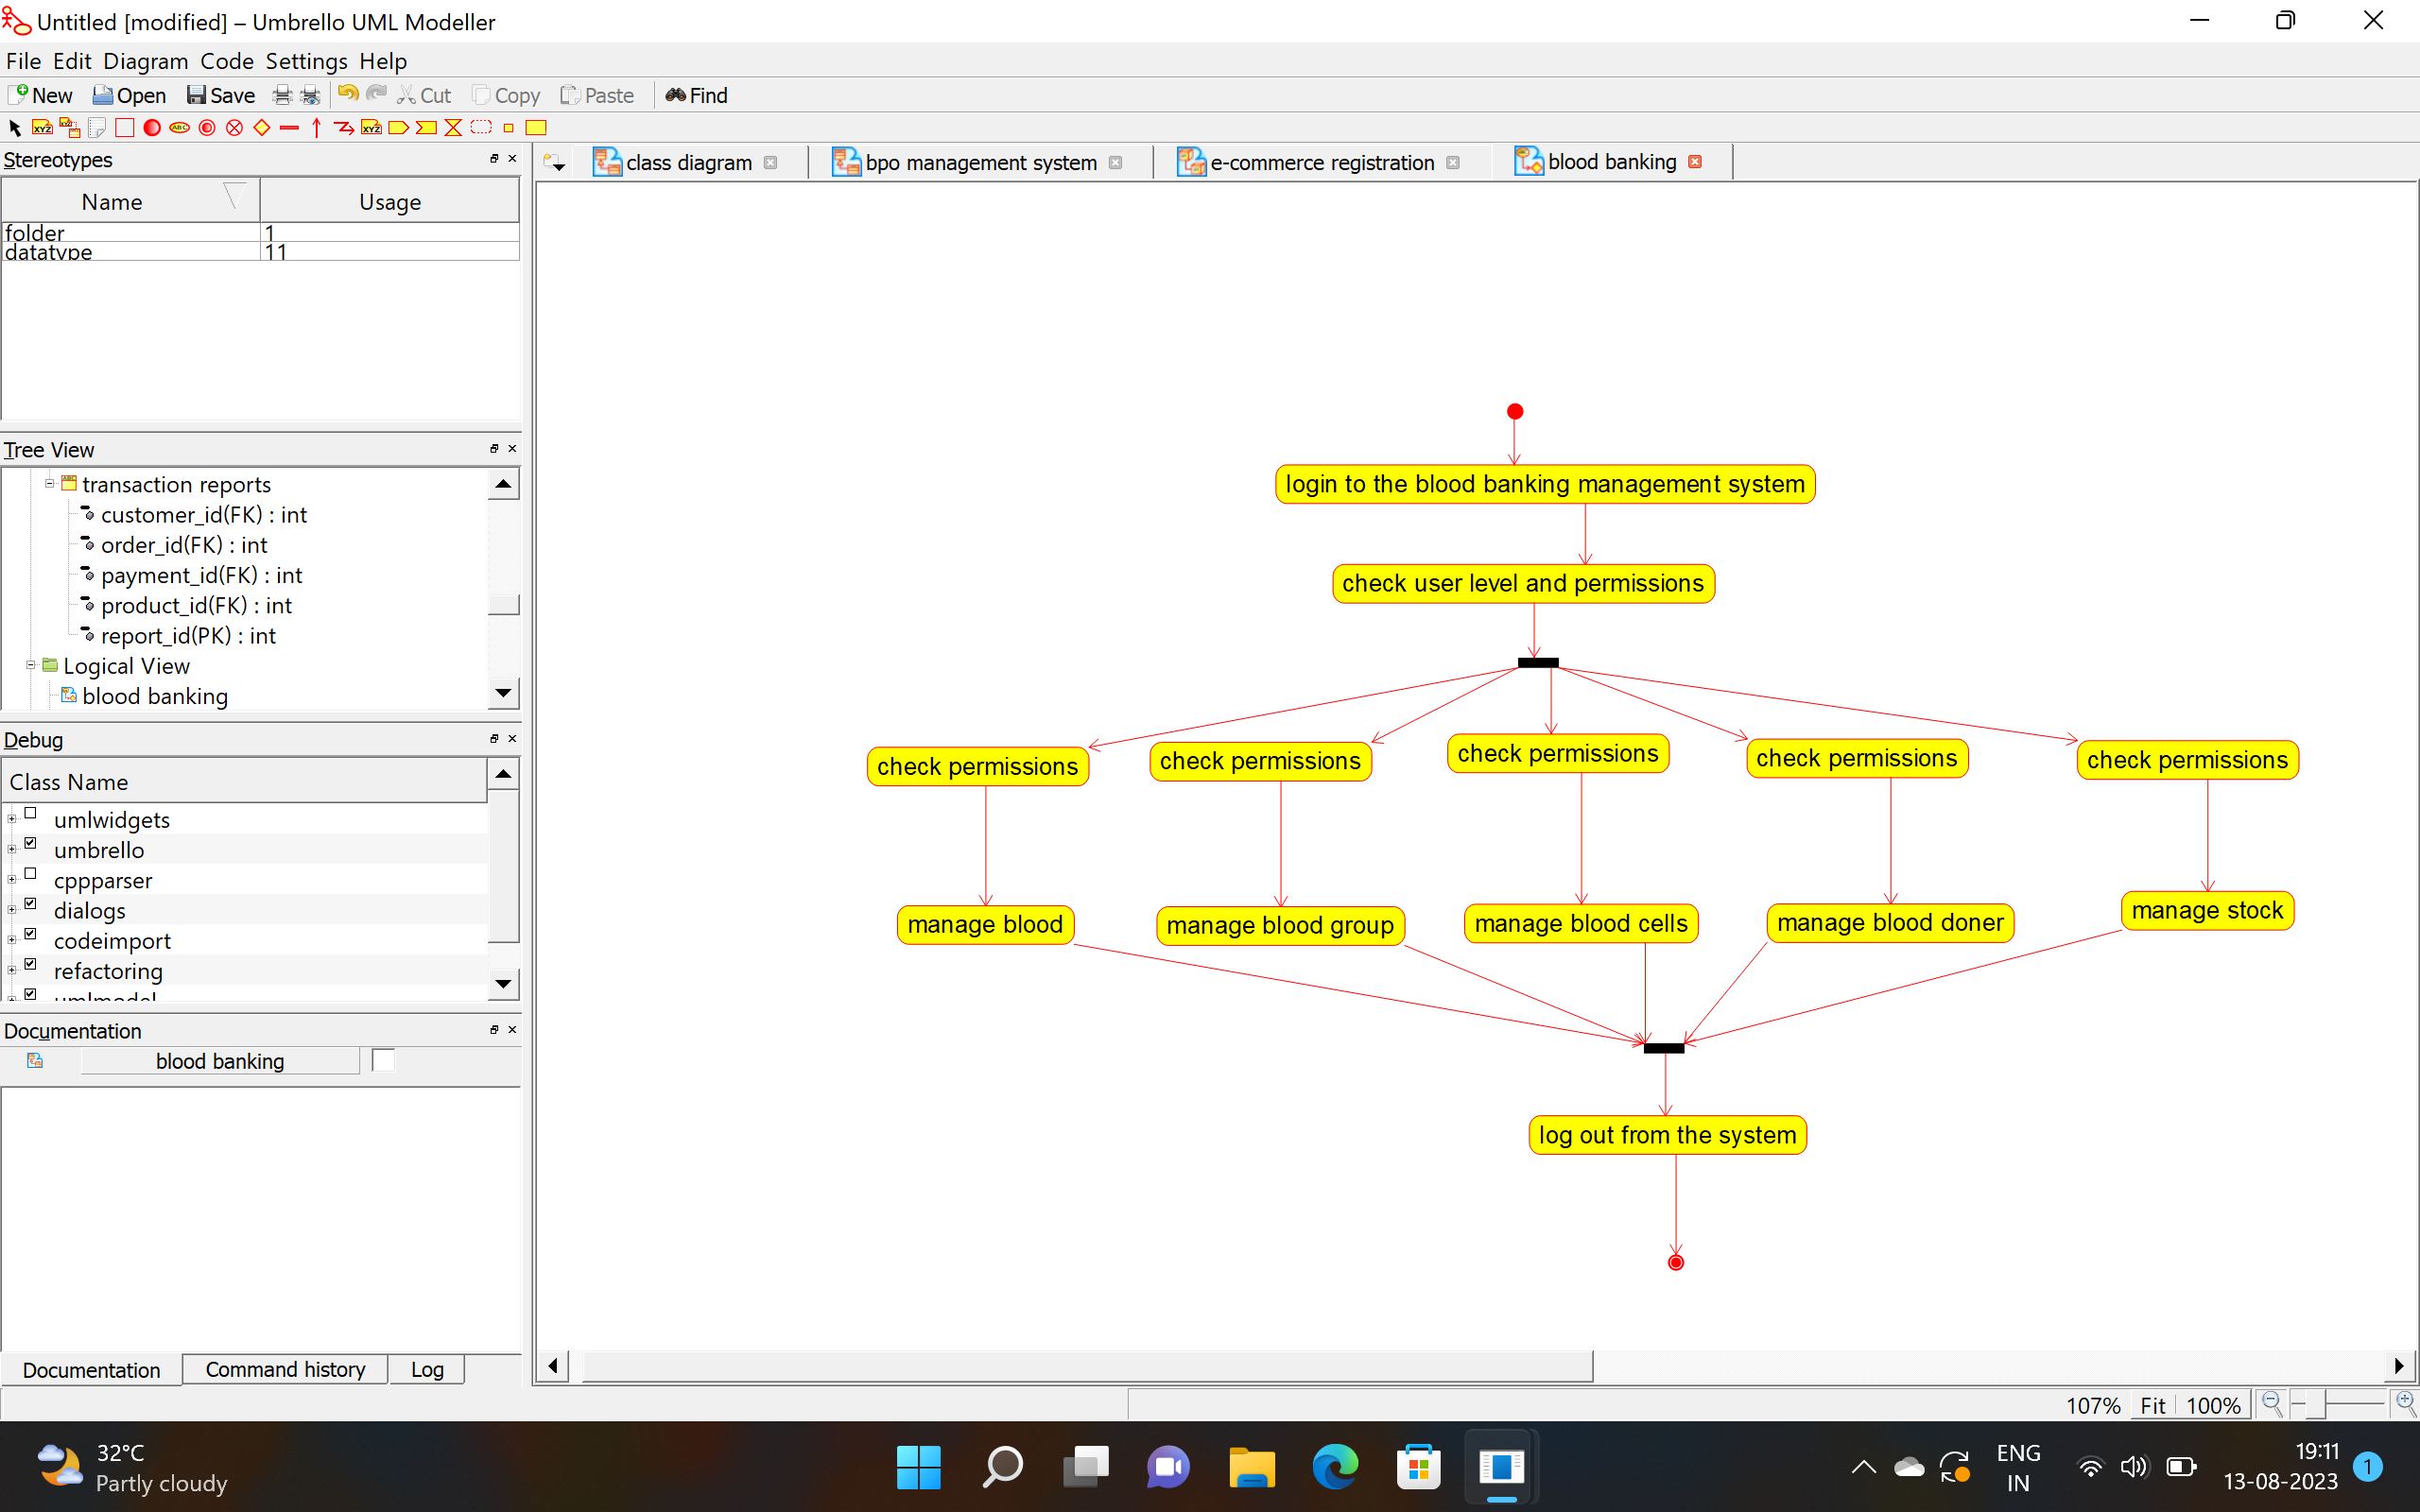 Untitled [modified] – Umbrello UML Modeller
File Edit Diagram Code Settings Help
New Open Save Cut Copy Paste Find
Stereotypes
Name Usage
folder 1
datatype 11
Tree View
transaction reports
customer_id(FK) : int
order_id(FK) : int
payment_id(FK) : int
product_id(FK) : int
report_id(PK) : int
Logical View
blood banking
Debug
Class Name
umlwidgets
umbrello
cppparser
dialogs
codeimport
refactoring
umlmodel
Documentation
blood banking
Documentation Command history Log
class diagram bpo management system e-commerce registration blood banking
login to the blood banking management system
check user level and permissions
check permissions check permissions check permissions check permissions check permissions
manage blood manage blood group manage blood cells manage blood doner manage stock
log out from the system
107% Fit 100%
32°C
Partly cloudy
ENG
IN
19:11
13-08-2023
1